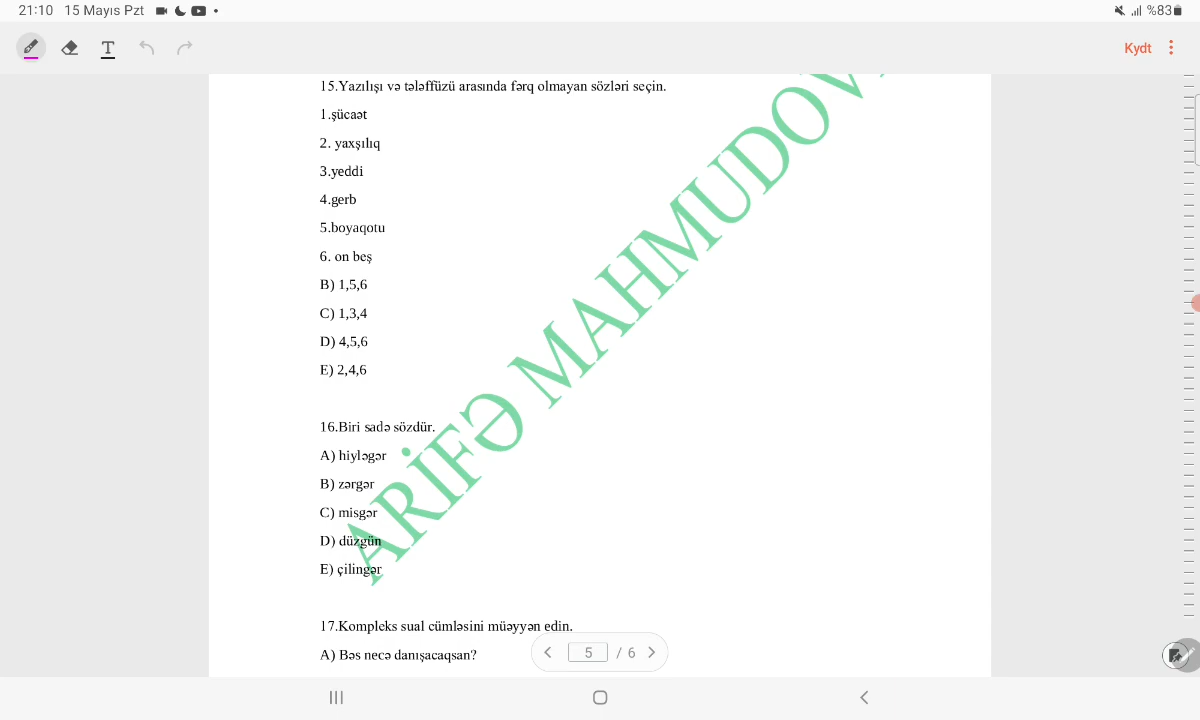 21:10 15 Mayıs Pzt
%83
T
Kydt
15.Yazılışı və tələffüzü arasında fərq olmayan sözləri seçin.
1.şücaət
2. yaxşılıq
3.yeddi
4.gerb
5.boyaqotu
6. on beş
B) 1,5,6
C) 1,3,4
D) 4,5,6
E) 2,4,6
16.Biri sadə sözdür.
A) hiyləgər
B) zərgər
C) misgər
D) düzgün
E) çilingər
17.Kompleks sual cümləsini müəyyən edin.
A) Bəs necə danışacaqsan?
5 / 6
ARİFƏ MAHMUDOV